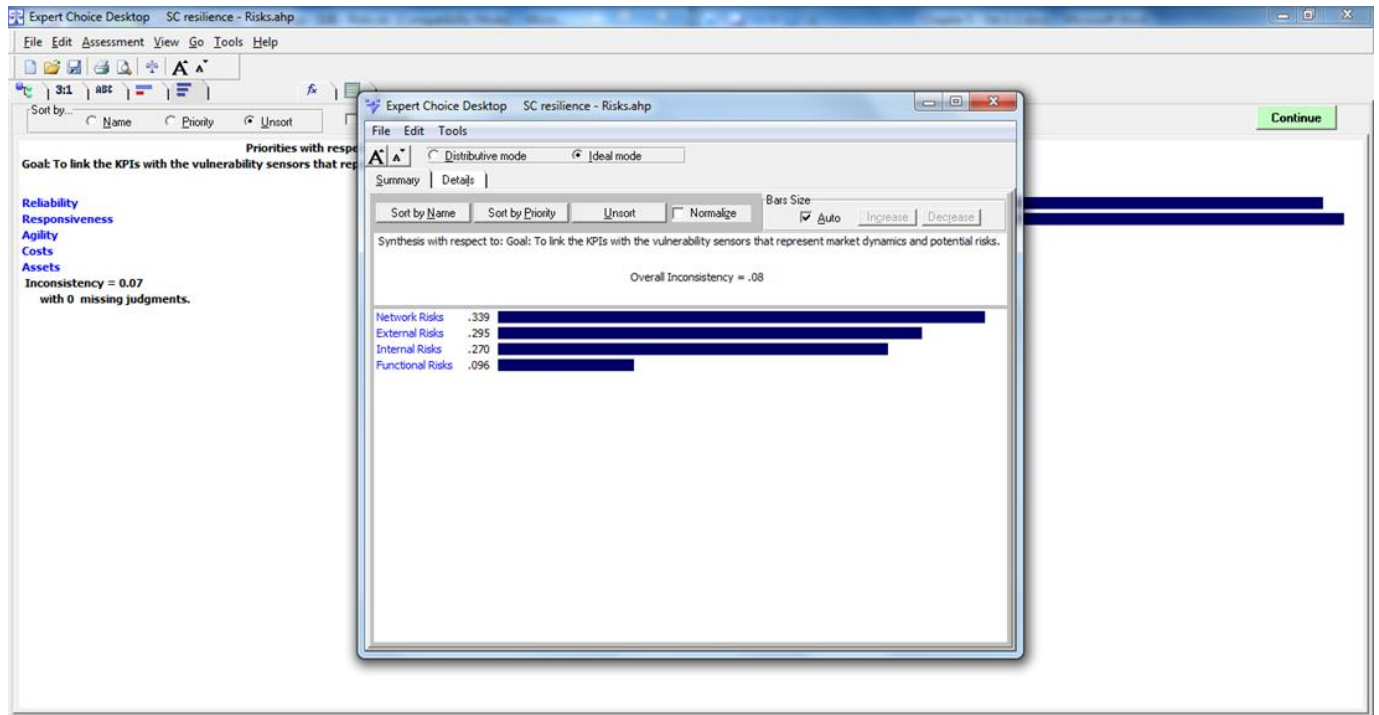 Expert Choice Desktop SC resilience - Risks.ahp
File Edit Assessment View Go Tools Help
A A
3:1 ABC fx
Sort by...
Name Priority Unsort
Continue
Priorities with respe
Goal: To link the KPIs with the vulnerability sensors that rep
Reliability
Responsiveness
Agility
Costs
Assets
Inconsistency = 0.07
with 0 missing judgments.
Expert Choice Desktop SC resilience - Risks.ahp
File Edit Tools
A A Distributive mode Ideal mode
Summary Details
Sort by Name Sort by Priority Unsort Normalize
Bars Size
Auto Increase Decrease
Synthesis with respect to: Goal: To link the KPIs with the vulnerability sensors that represent market dynamics and potential risks.
Overall Inconsistency = .08
Network Risks .339
External Risks .295
Internal Risks .270
Functional Risks .096